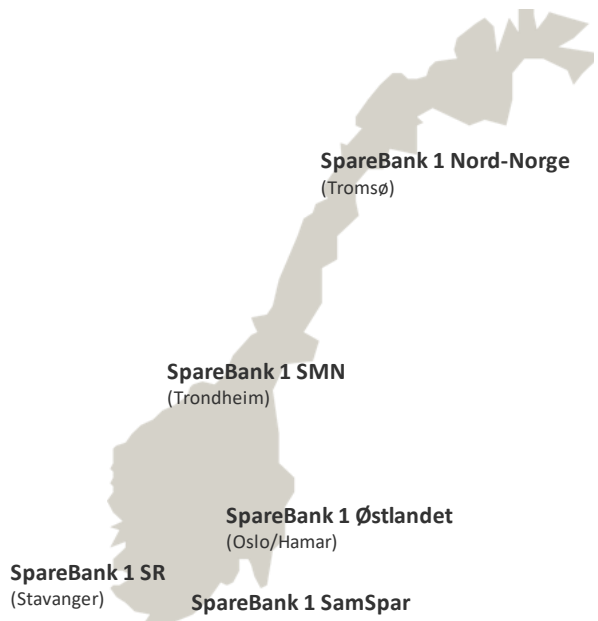 SpareBank 1 Nord-Norge
(Tromsø)
SpareBank 1 SMN
(Trondheim)
SpareBank 1 Østlandet
(Oslo/Hamar)
SpareBank 1 SR
(Stavanger)
SpareBank 1 SamSpar